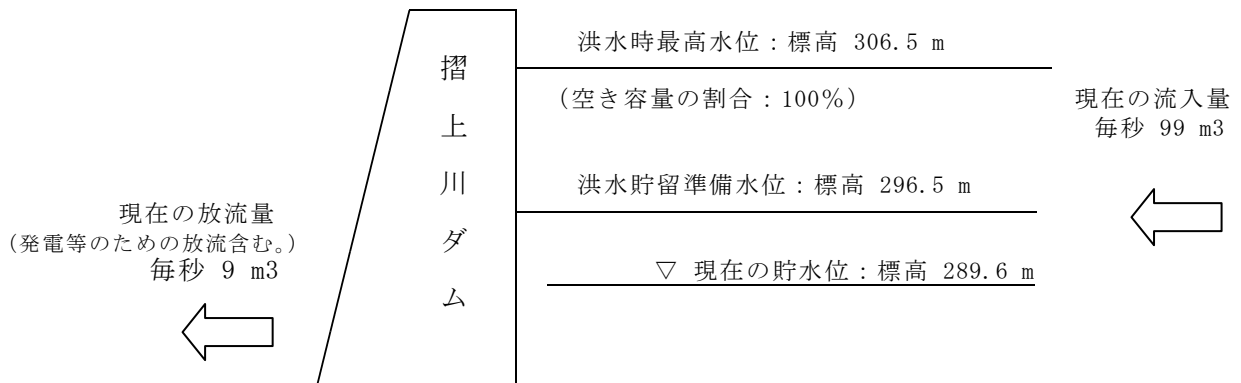 洪水時最高水位：標高 306.5 m
（空き容量の割合：100％）
現在の流入量
毎秒 99 m3
摺上川ダム
洪水貯留準備水位：標高 296.5 m
現在の放流量
（発電等のための放流含む。）
毎秒 9 m3
▽ 現在の貯水位：標高 289.6 m